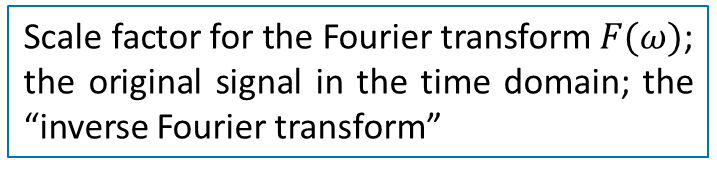 Scale factor for the Fourier transform 𝐹(𝜔);
the original signal in the time domain; the
“inverse Fourier transform”